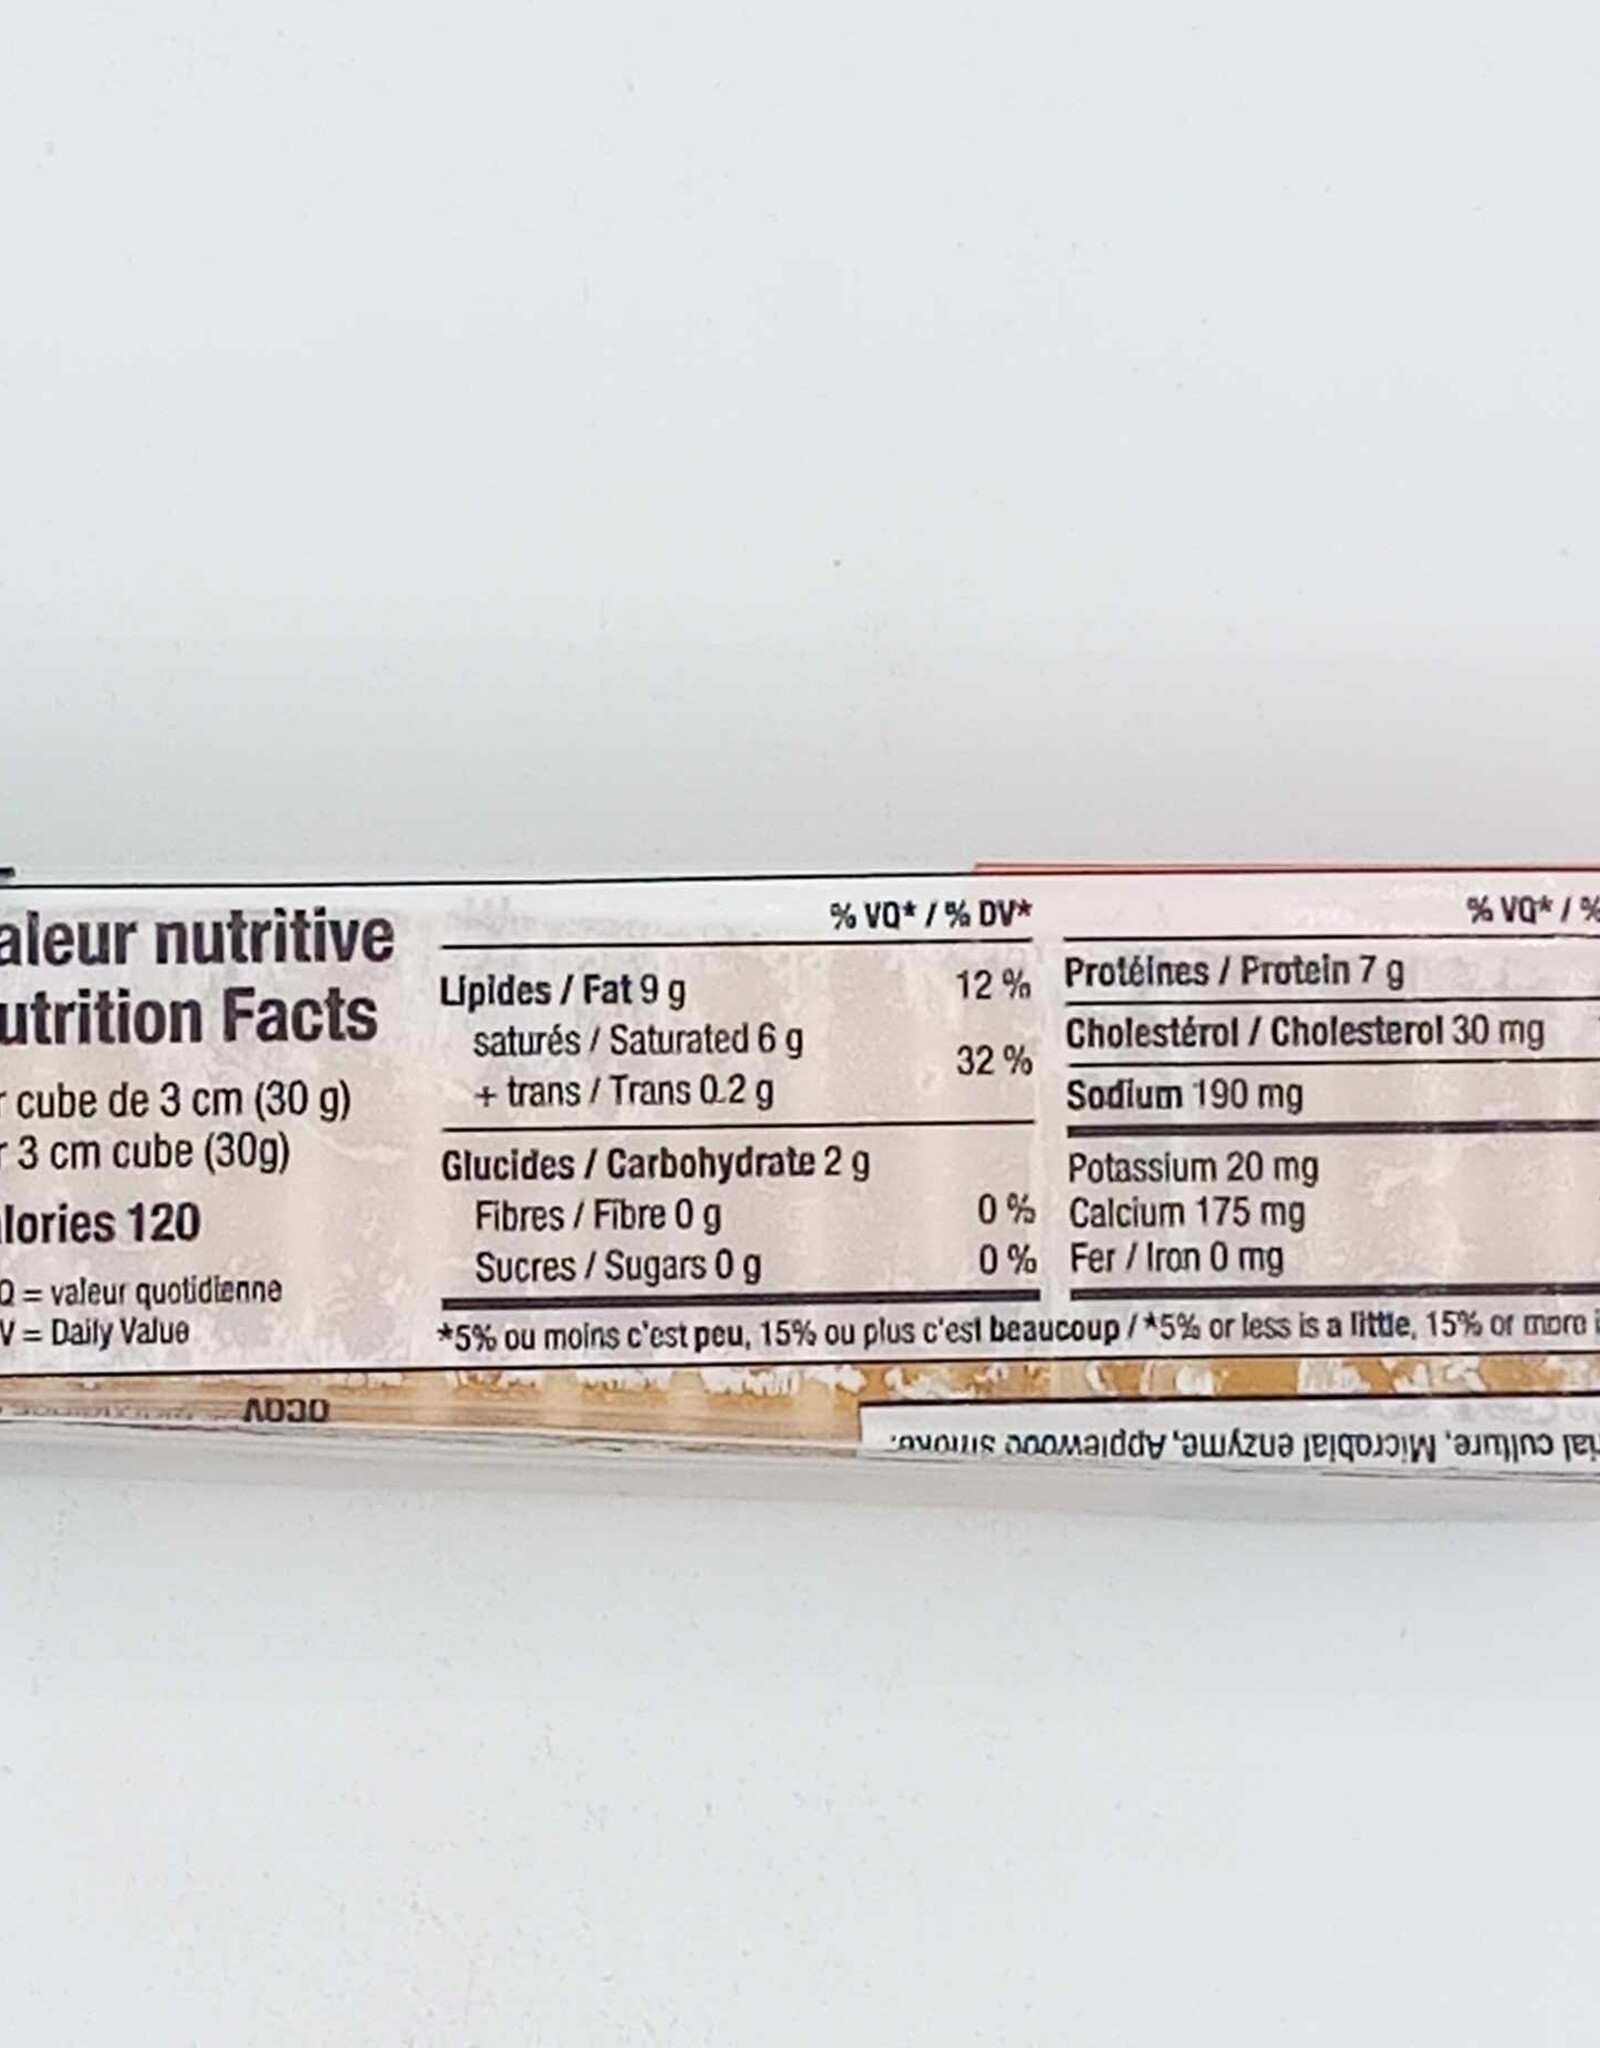 aleur nutritive
utrition Facts
r cube de 3 cm (30 g)
r 3 cm cube (30g)
lories 120
Q = valeur quotidienne
V = Daily Value
% VQ* / % DV*
Lipides / Fat 9 g 12 %
saturés / Saturated 6 g
+ trans / Trans 0.2 g 32 %
Glucides / Carbohydrate 2 g
Fibres / Fibre 0 g 0 %
Sucres / Sugars 0 g 0 %
% VQ* / %
Protéines / Protein 7 g
Cholestérol / Cholesterol 30 mg
Sodium 190 mg
Potassium 20 mg
Calcium 175 mg
Fer / Iron 0 mg
*5% ou moins c'est peu, 15% ou plus c'est beaucoup / *5% or less is a little, 15% or more i
ial culture, Microbial enzyme, Applewood smoke.